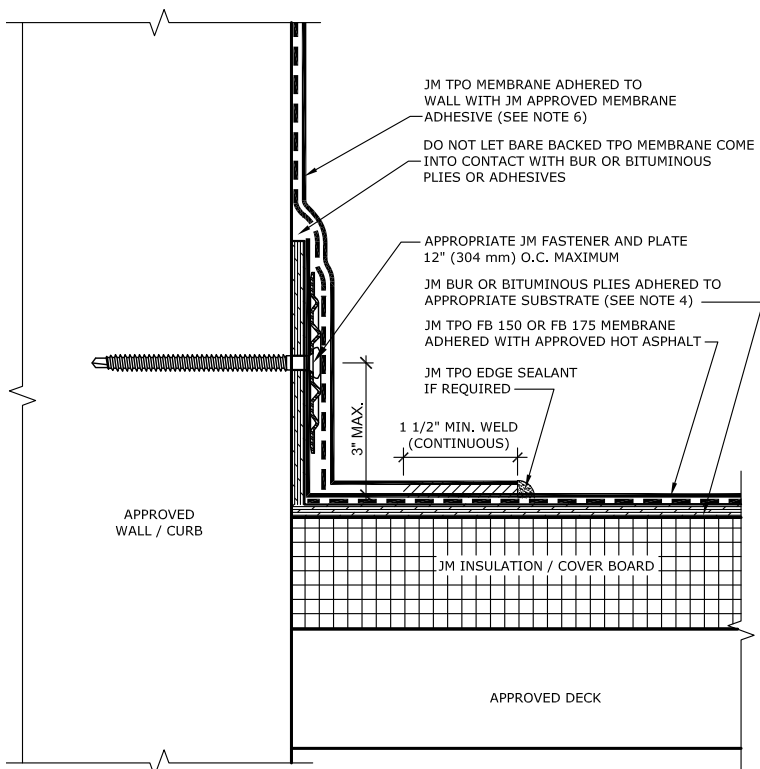 JM TPO MEMBRANE ADHERED TO
WALL WITH JM APPROVED MEMBRANE
ADHESIVE (SEE NOTE 6)
DO NOT LET BARE BACKED TPO MEMBRANE COME
INTO CONTACT WITH BUR OR BITUMINOUS
PLIES OR ADHESIVES
APPROPRIATE JM FASTENER AND PLATE
12" (304 mm) O.C. MAXIMUM
JM BUR OR BITUMINOUS PLIES ADHERED TO
APPROPRIATE SUBSTRATE (SEE NOTE 4)
JM TPO FB 150 OR FB 175 MEMBRANE
ADHERED WITH APPROVED HOT ASPHALT
JM TPO EDGE SEALANT
IF REQUIRED
3" MAX.
1 1/2" MIN. WELD
(CONTINUOUS)
APPROVED
WALL / CURB
JM INSULATION / COVER BOARD
APPROVED DECK